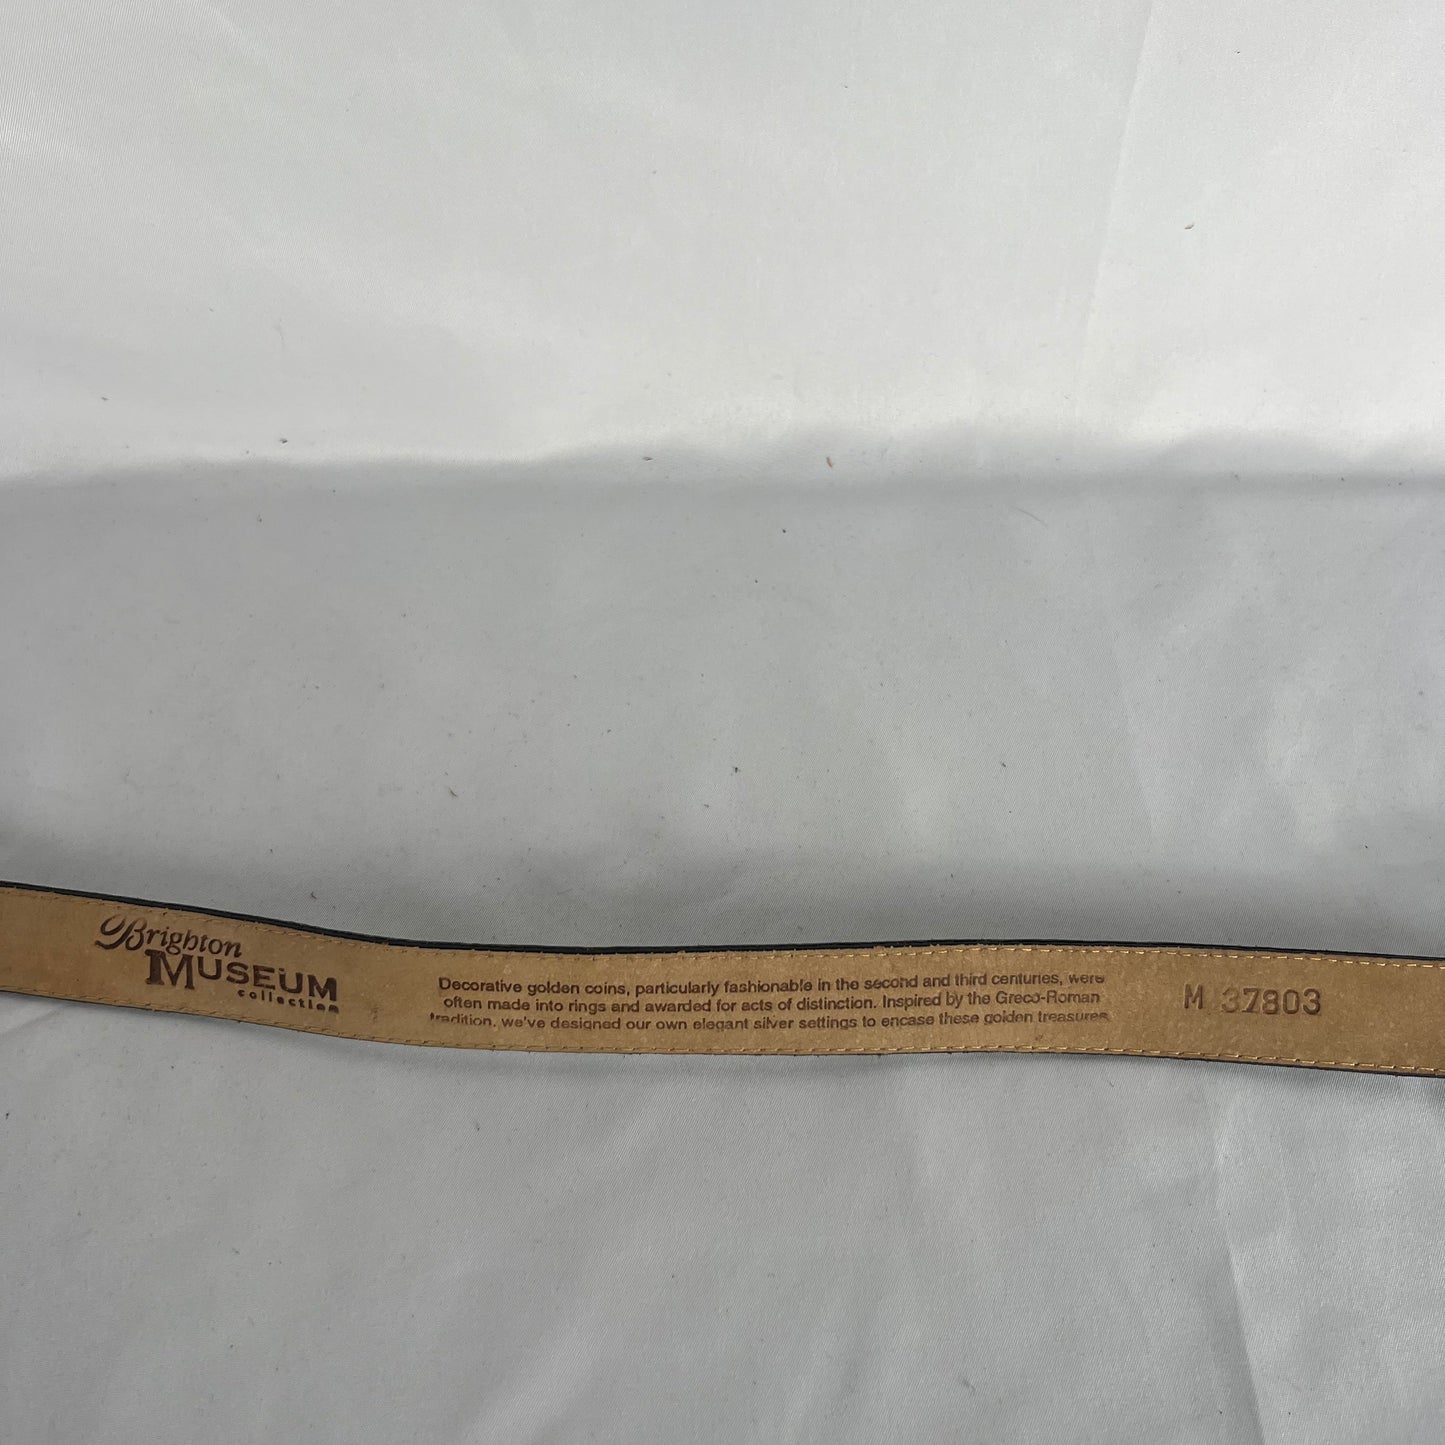 Brighton
MUSEUM
collection
Decorative golden coins, particularly fashionable in the second and third centuries, were
often made into rings and awarded for acts of distinction. Inspired by the Greco-Roman
tradition, we've designed our own elegant silver settings to encase these golden treasures
M 37803